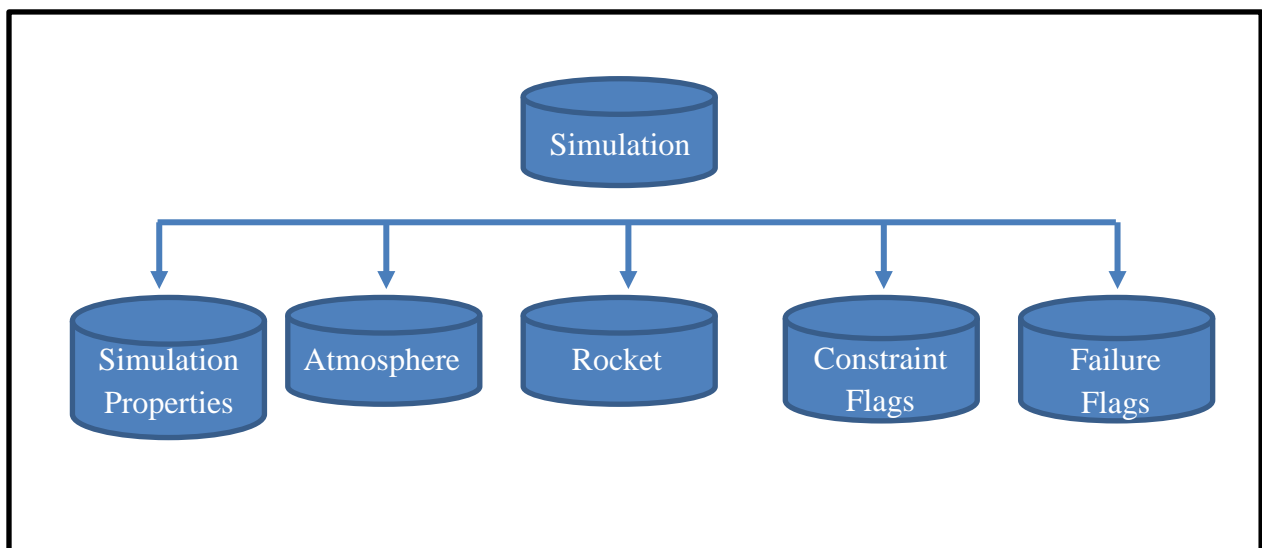 Simulation
Simulation
Properties
Atmosphere
Rocket
Constraint
Flags
Failure
Flags